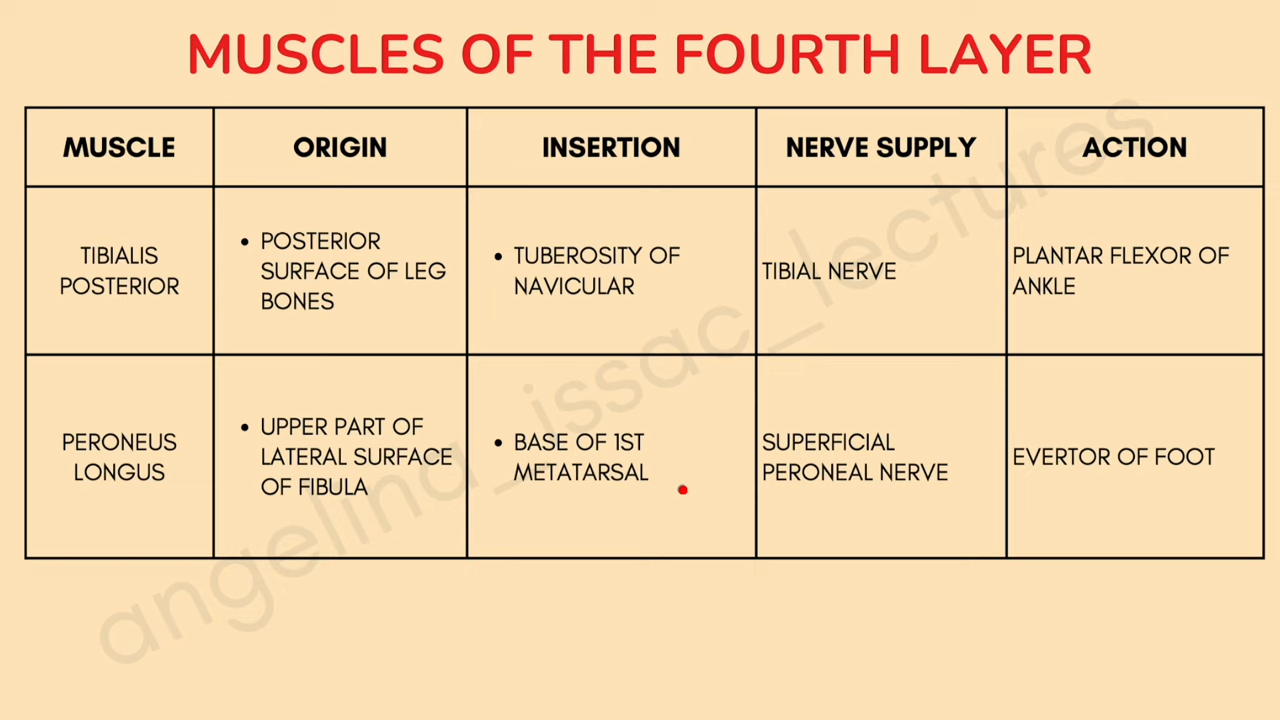 MUSCLES OF THE FOURTH LAYER
MUSCLE
ORIGIN
INSERTION
NERVE SUPPLY
ACTION
TIBIALIS
POSTERIOR
• POSTERIOR
SURFACE OF LEG
BONES
• TUBEROSITY OF
NAVICULAR
TIBIAL NERVE
PLANTAR FLEXOR OF
ANKLE
PERONEUS
LONGUS
• UPPER PART OF
LATERAL SURFACE
OF FIBULA
• BASE OF 1ST
METATARSAL
SUPERFICIAL
PERONEAL NERVE
EVERTOR OF FOOT
angelina_issac_lectures